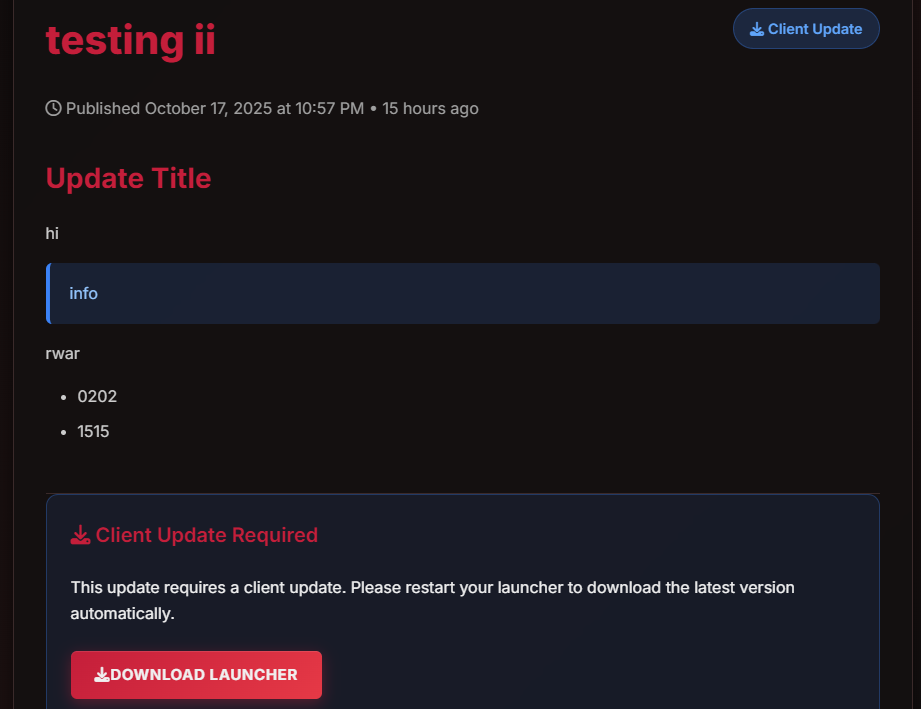 testing ii
Client Update
Published October 17, 2025 at 10:57 PM • 15 hours ago
Update Title
hi
info
rwar
• 0202
• 1515
Client Update Required
This update requires a client update. Please restart your launcher to download the latest version
automatically.
DOWNLOAD LAUNCHER